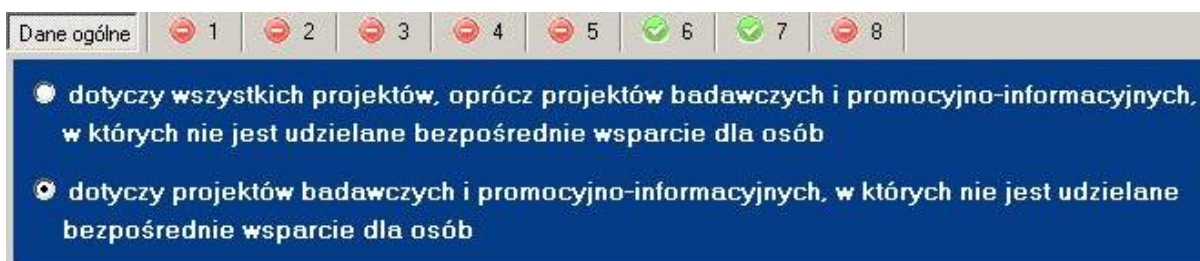 Dane ogólne 1 2 3 4 5 6 7 8
dotyczy wszystkich projektów, oprócz projektów badawczych i promocyjno-informacyjnych,
w których nie jest udzielane bezpośrednie wsparcie dla osób
dotyczy projektów badawczych i promocyjno-informacyjnych, w których nie jest udzielane
bezpośrednie wsparcie dla osób